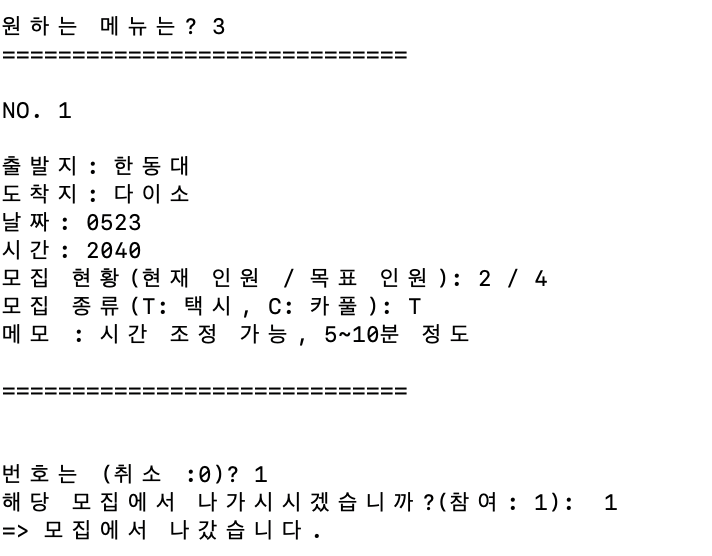 원하는 메뉴는? 3
=============================
NO. 1
출발지: 한동대
도착지: 다이소
날짜: 0523
시간: 2040
모집 현황(현재 인원 / 목표 인원): 2 / 4
모집 종류(T: 택시, C: 카풀): T
메모 : 시간 조정 가능, 5~10분 정도
=============================
번호는 (취소 :0)? 1
해당 모집에서 나가시시겠습니까?(참여: 1):  1
=> 모집에서 나갔습니다.